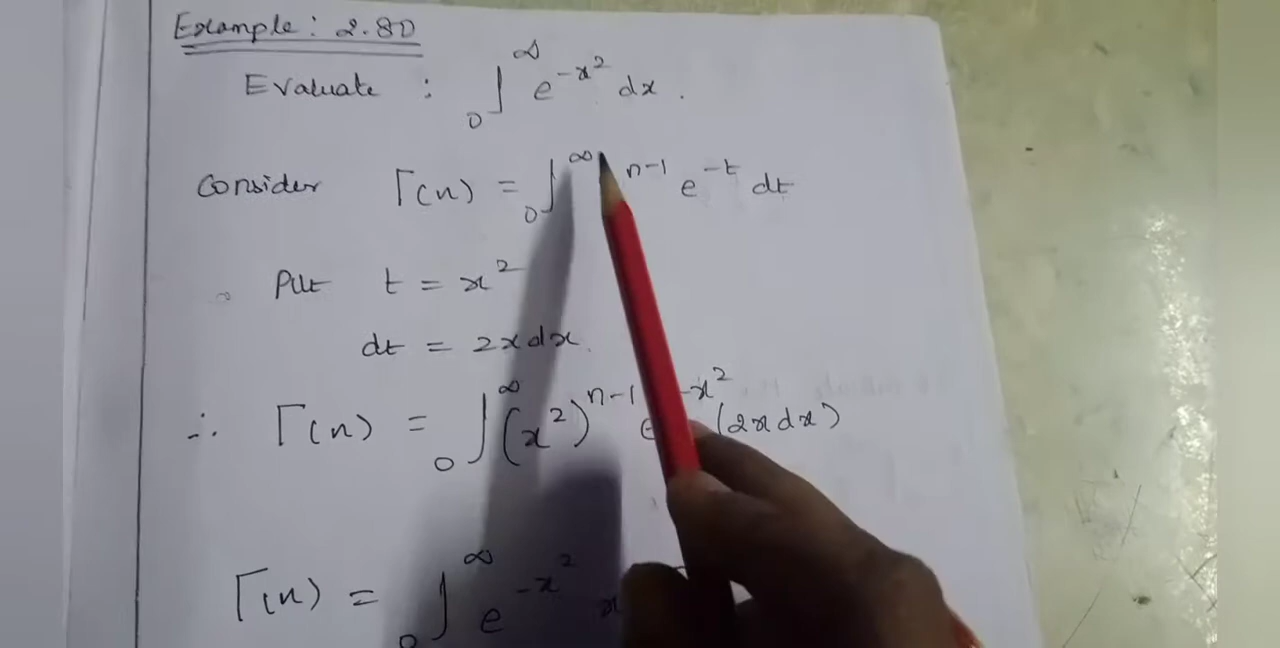 Example: 2.80
Evaluate : ₀∫^∞ e^{-x²} dx.
Consider Γ(n) = ₀∫^∞ ^{n-1} e^{-t} dt
Put t = x²
dt = 2x dx.
∴ Γ(n) = ₀∫^∞ (x²)^{n-1} e^{-x²} (2x dx)
Γ(n) = ₀∫^∞ e^{-x²}